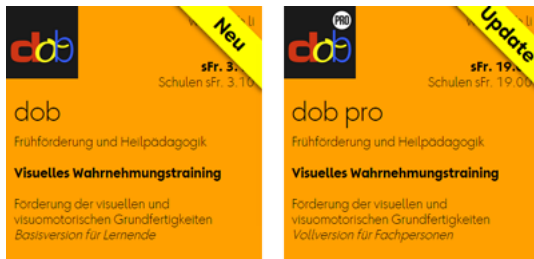 dob
Neu
sFr. 3.
Schulen sFr. 3.10
dob
Frühförderung und Heilpädagogik
Visuelles Wahrnehmungstraining
Förderung der visuellen und
visuomotorischen Grundfertigkeiten
Basisversion für Lernende
PRO
dob
Update
sFr. 19.
Schulen sFr. 19.00
dob pro
Frühförderung und Heilpädagogik
Visuelles Wahrnehmungstraining
Förderung der visuellen und
visuomotorischen Grundfertigkeiten
Vollversion für Fachpersonen